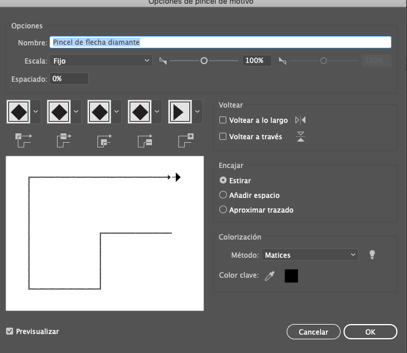 Opciones de pincel de motivo
Opciones
Nombre: Pincel de flecha diamante
Escala: Fijo 100% 100%
Espaciado: 0%
Voltear
Voltear a lo largo
Voltear a través
Encajar
Estirar
Añadir espacio
Aproximar trazado
Colorización
Método: Matices
Color clave:
Previsualizar
Cancelar
OK